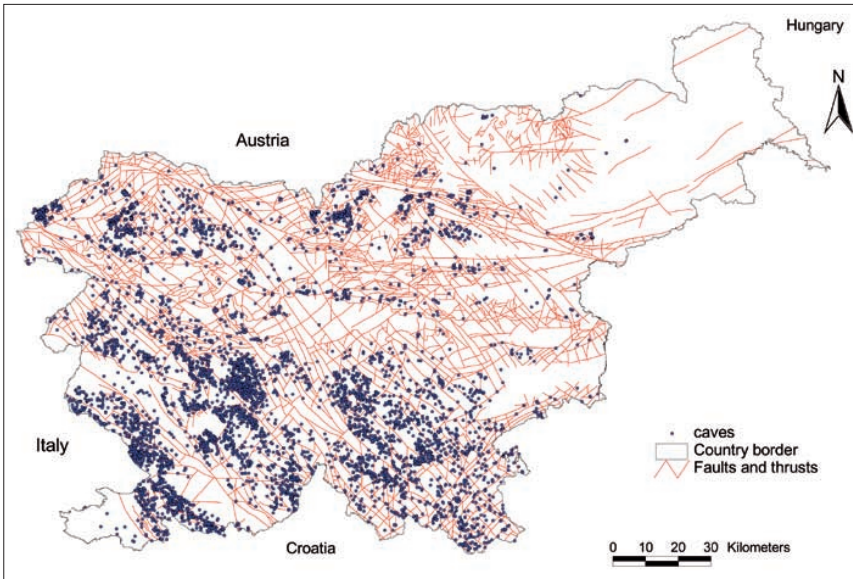 Hungary
N
Austria
Italy
caves
Country border
Faults and thrusts
Croatia
0 10 20 30 Kilometers